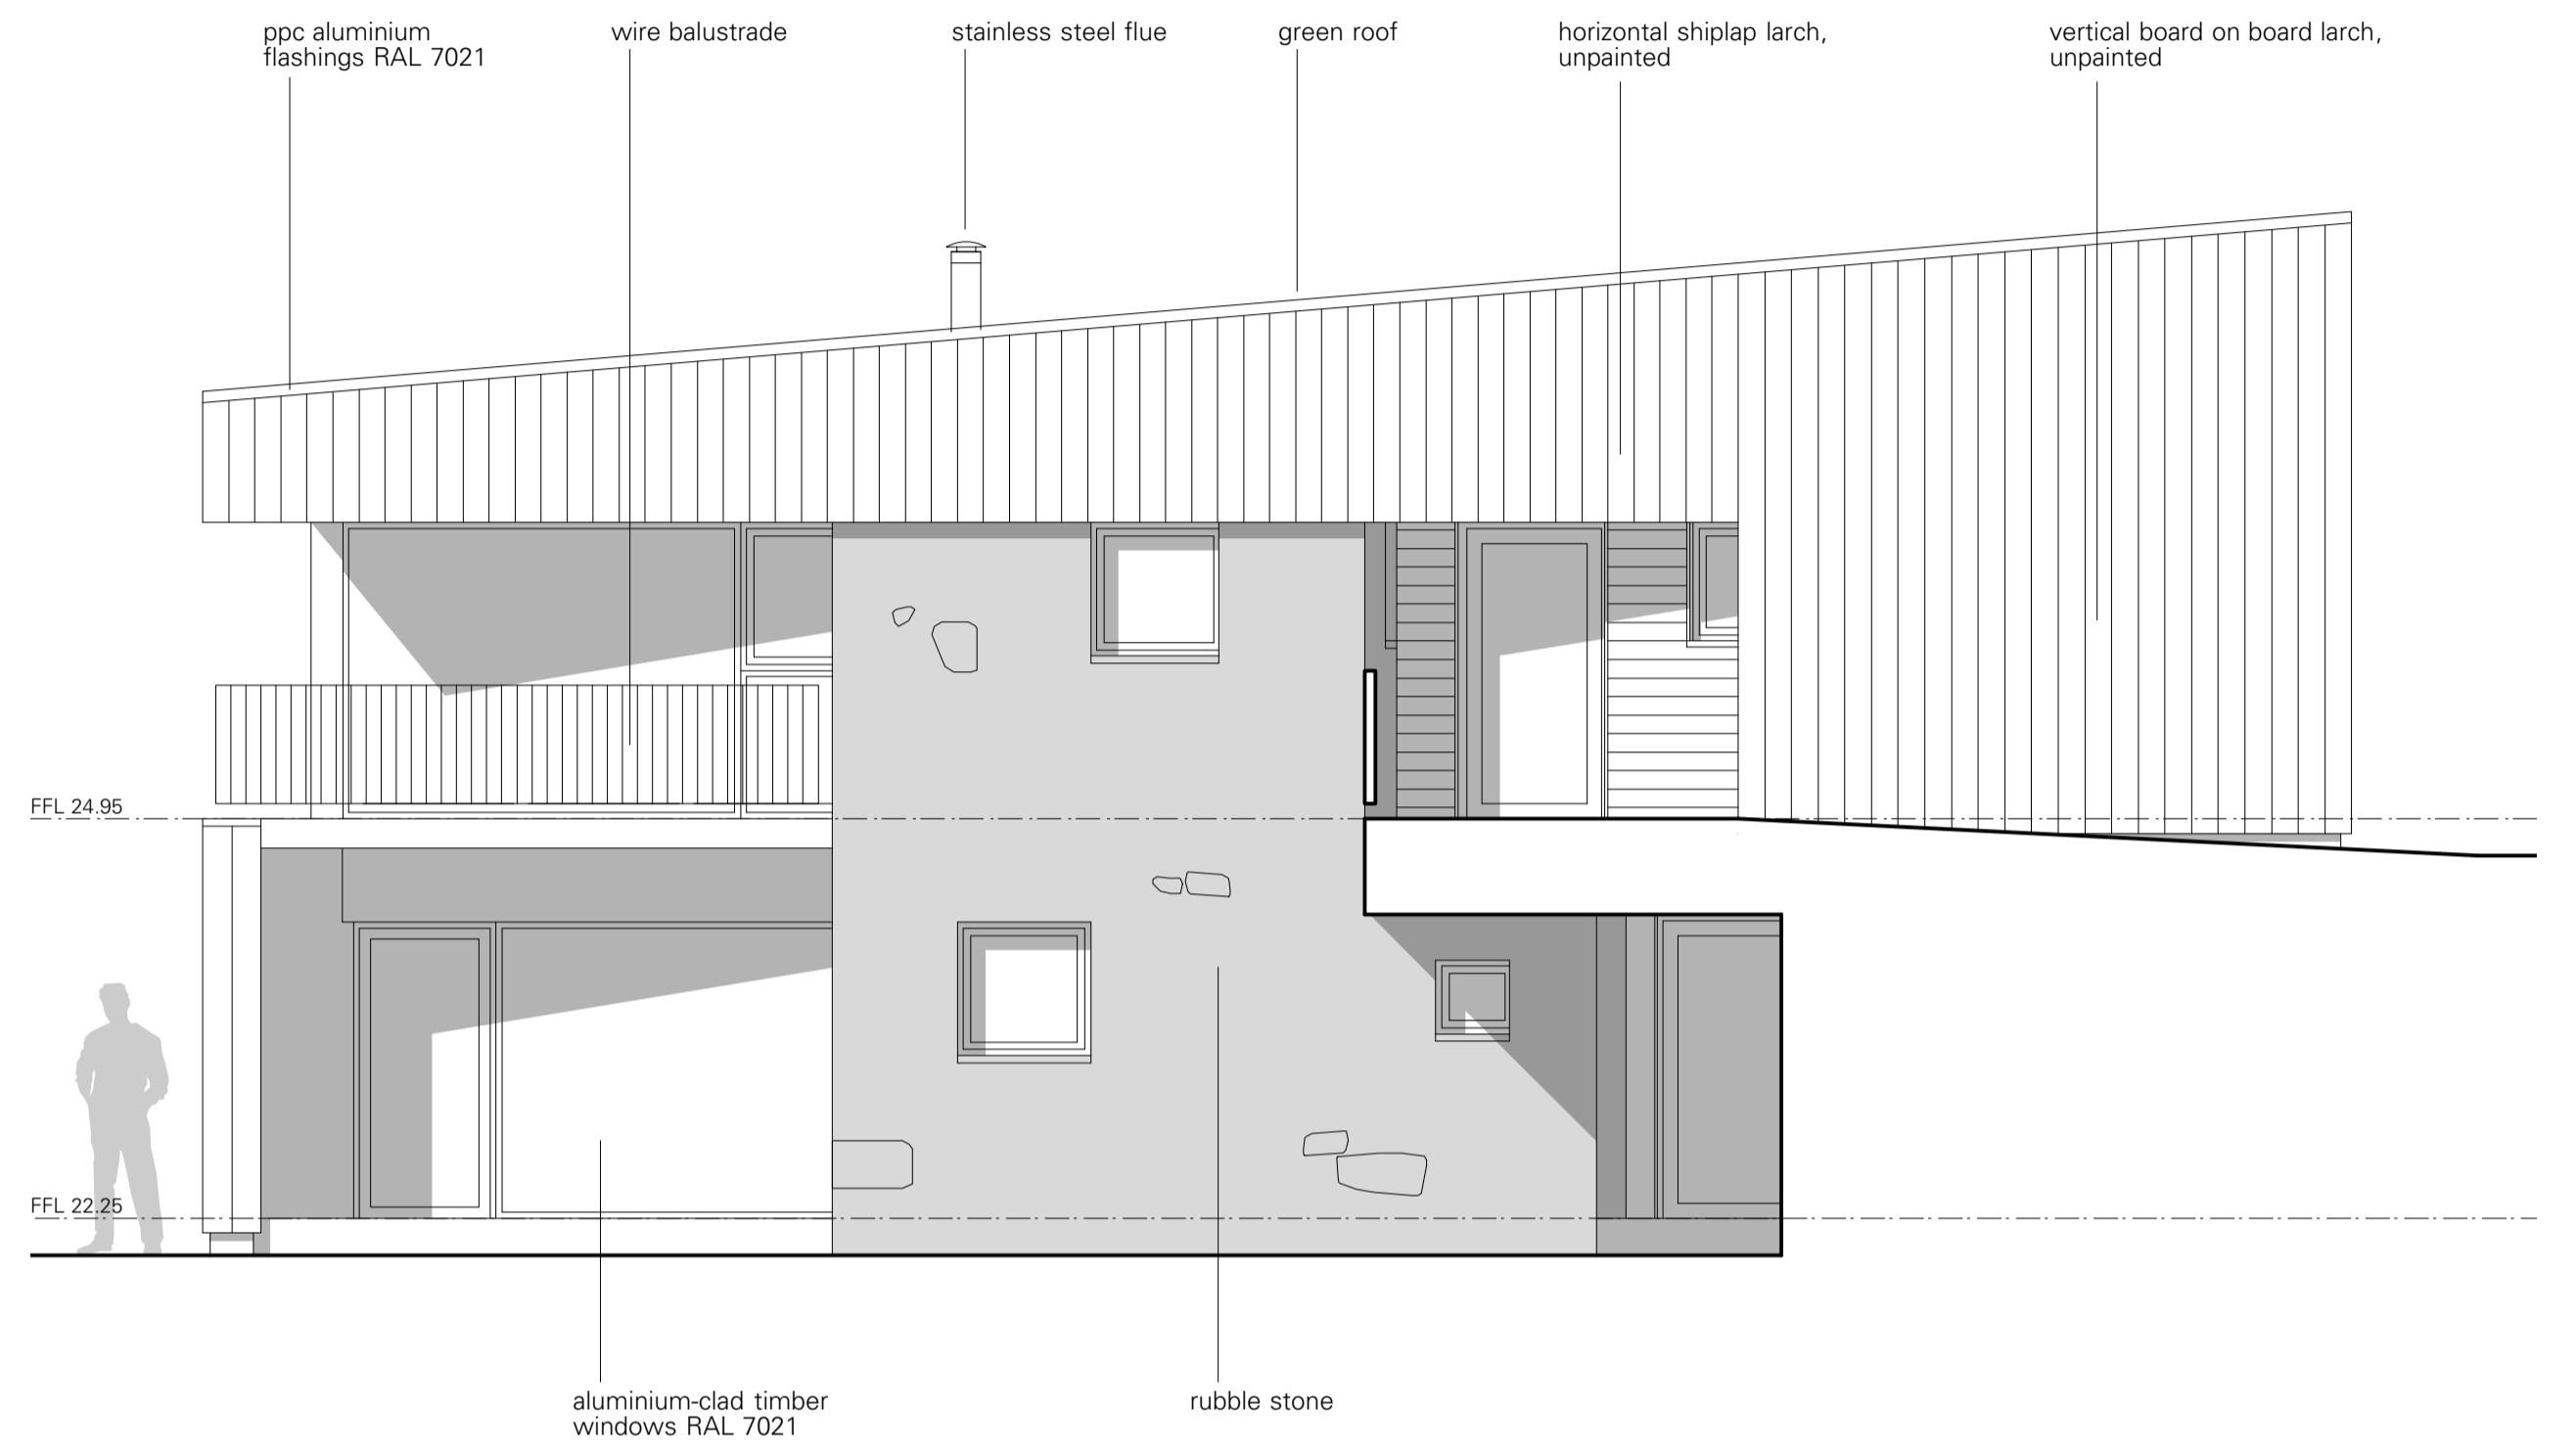 ppc aluminium
flashings RAL 7021
wire balustrade
stainless steel flue
green roof
horizontal shiplap larch,
unpainted
vertical board on board larch,
unpainted
FFL 24.95
FFL 22.25
aluminium-clad timber
windows RAL 7021
rubble stone